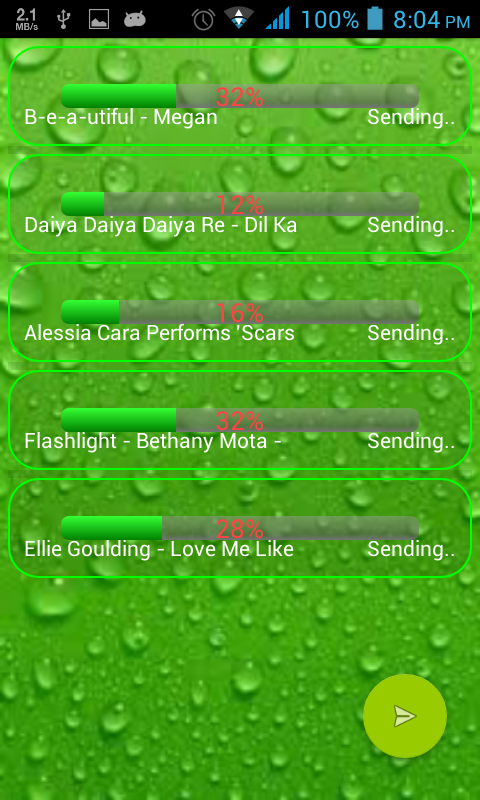 2.1 MB/s 100% 8:04 PM
32%
B-e-a-utiful - Megan Sending..
12%
Daiya Daiya Daiya Re - Dil Ka Sending..
16%
Alessia Cara Performs 'Scars Sending..
32%
Flashlight - Bethany Mota - Sending..
28%
Ellie Goulding - Love Me Like Sending..